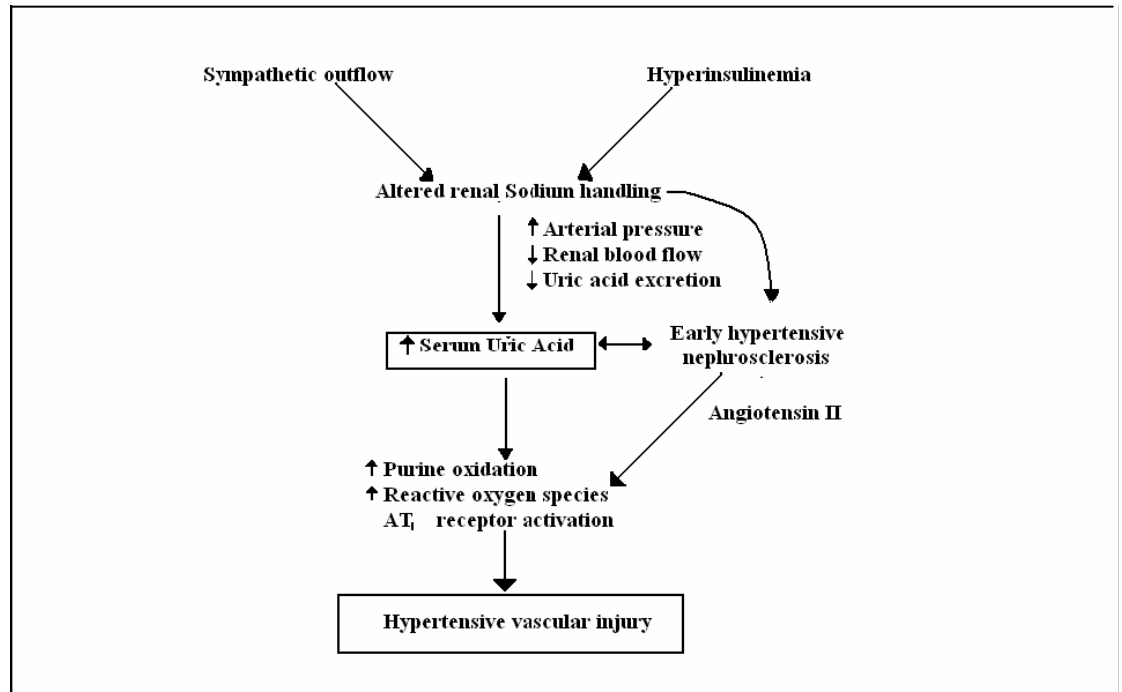 Sympathetic outflow
Hyperinsulinemia
Altered renal Sodium handling
↑ Arterial pressure
↓ Renal blood flow
↓ Uric acid excretion
↑ Serum Uric Acid
Early hypertensive
nephrosclerosis
Angiotensin II
↑ Purine oxidation
↑ Reactive oxygen species
AT₁ receptor activation
Hypertensive vascular injury